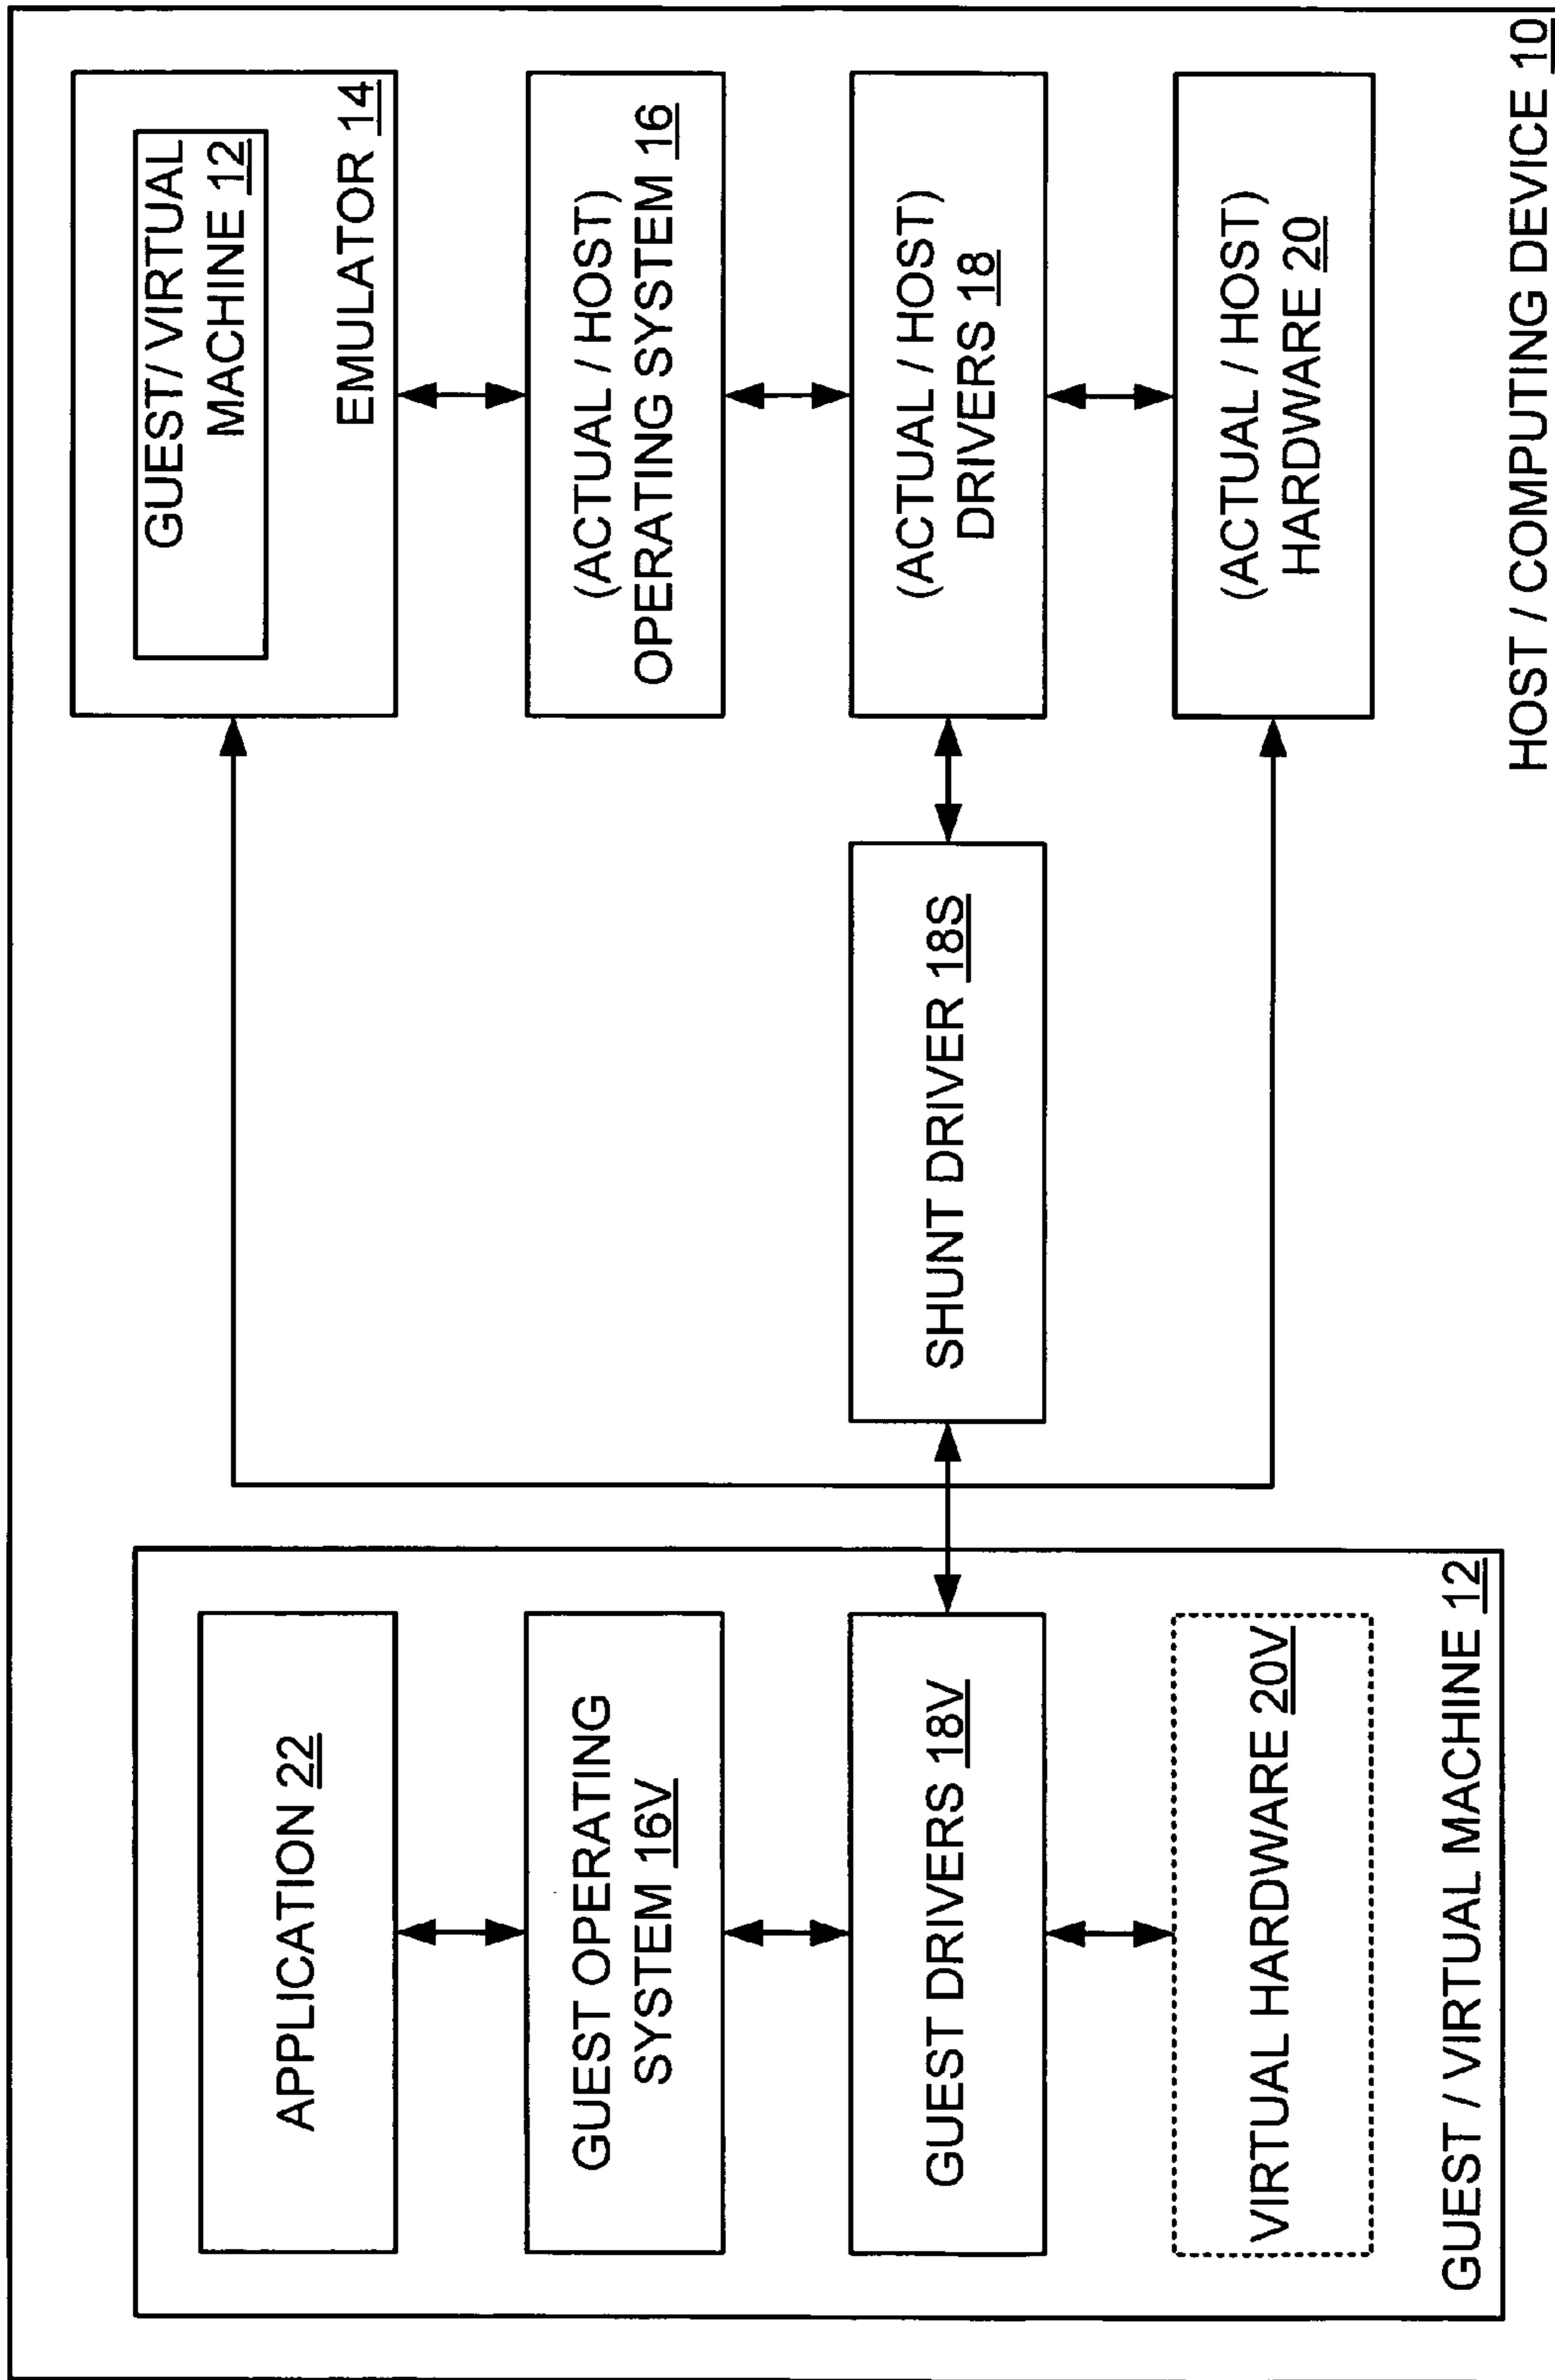 APPLICATION 22
GUEST OPERATING
SYSTEM 16V
GUEST DRIVERS 18V
VIRTUAL HARDWARE 20V
GUEST / VIRTUAL MACHINE 12
SHUNT DRIVER 18S
GUEST/ VIRTUAL
MACHINE 12
EMULATOR 14
(ACTUAL / HOST)
OPERATING SYSTEM 16
(ACTUAL / HOST)
DRIVERS 18
(ACTUAL / HOST)
HARDWARE 20
HOST / COMPUTING DEVICE 10